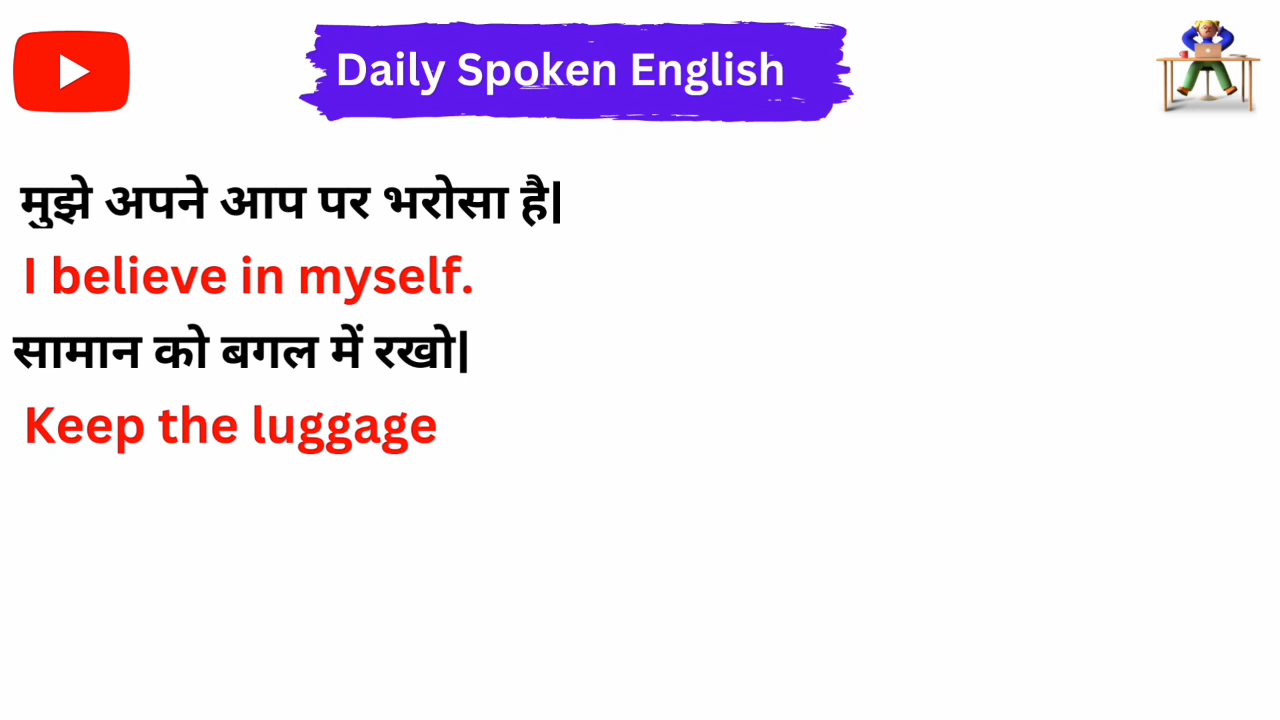 Daily Spoken English
मुझे अपने आप पर भरोसा है|
I believe in myself.
सामान को बगल में रखो|
Keep the luggage